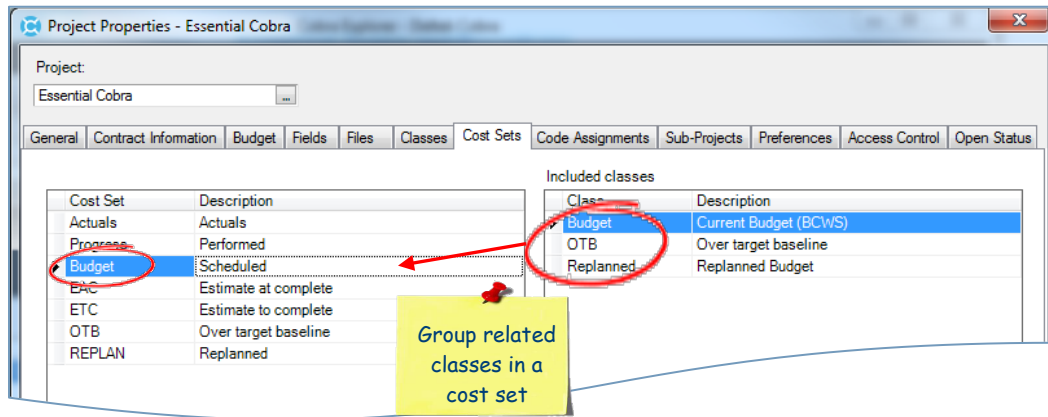 Project Properties - Essential Cobra
Project:
Essential Cobra
...
General Contract Information Budget Fields Files Classes Cost Sets Code Assignments Sub-Projects Preferences Access Control Open Status
Included classes
Cost Set Description
Actuals Actuals
Progress Performed
Budget Scheduled
EAC Estimate at complete
ETC Estimate to complete
OTB Over target baseline
REPLAN Replanned
Class Description
Budget Current Budget (BCWS)
OTB Over target baseline
Replanned Replanned Budget
Group related
classes in a
cost set